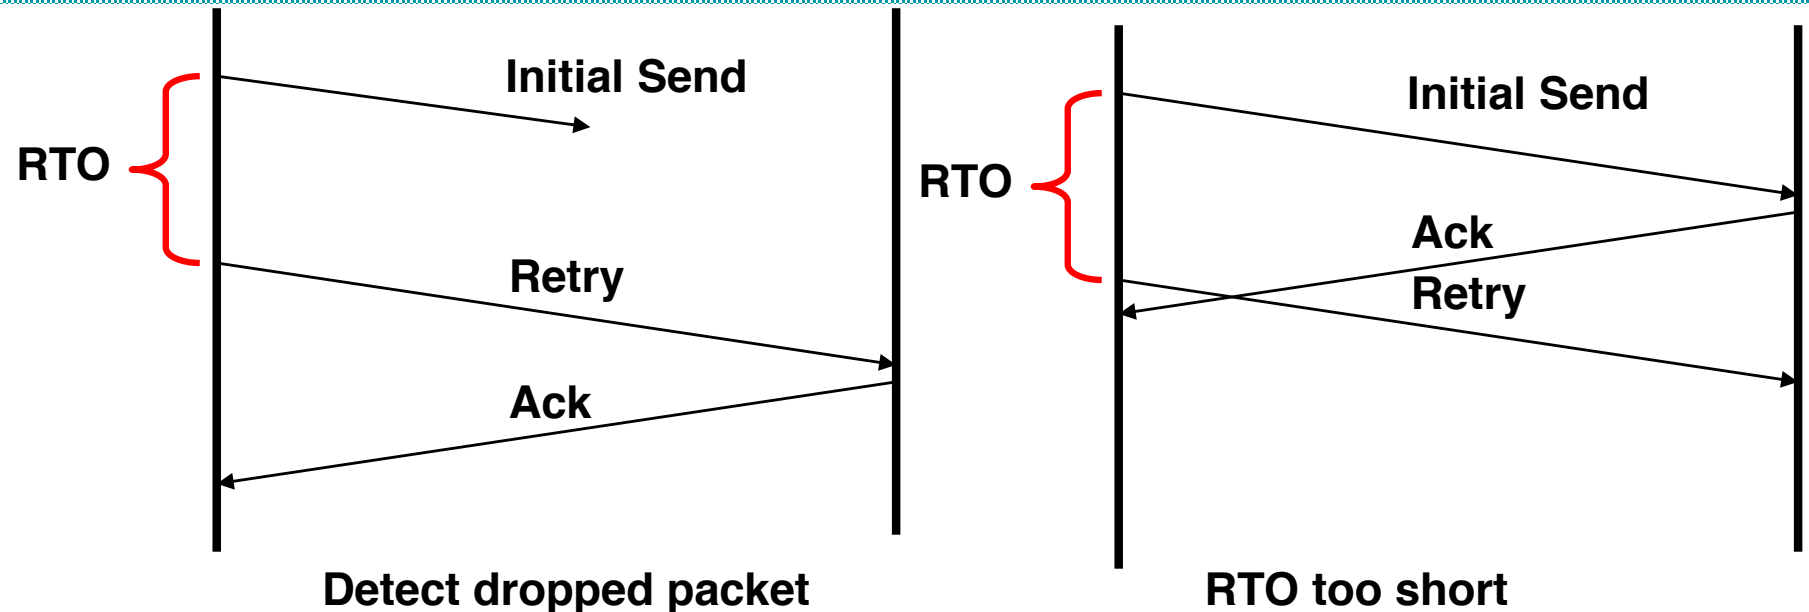 Initial Send
RTO
Retry
Ack
Detect dropped packet
Initial Send
RTO
Ack
Retry
RTO too short